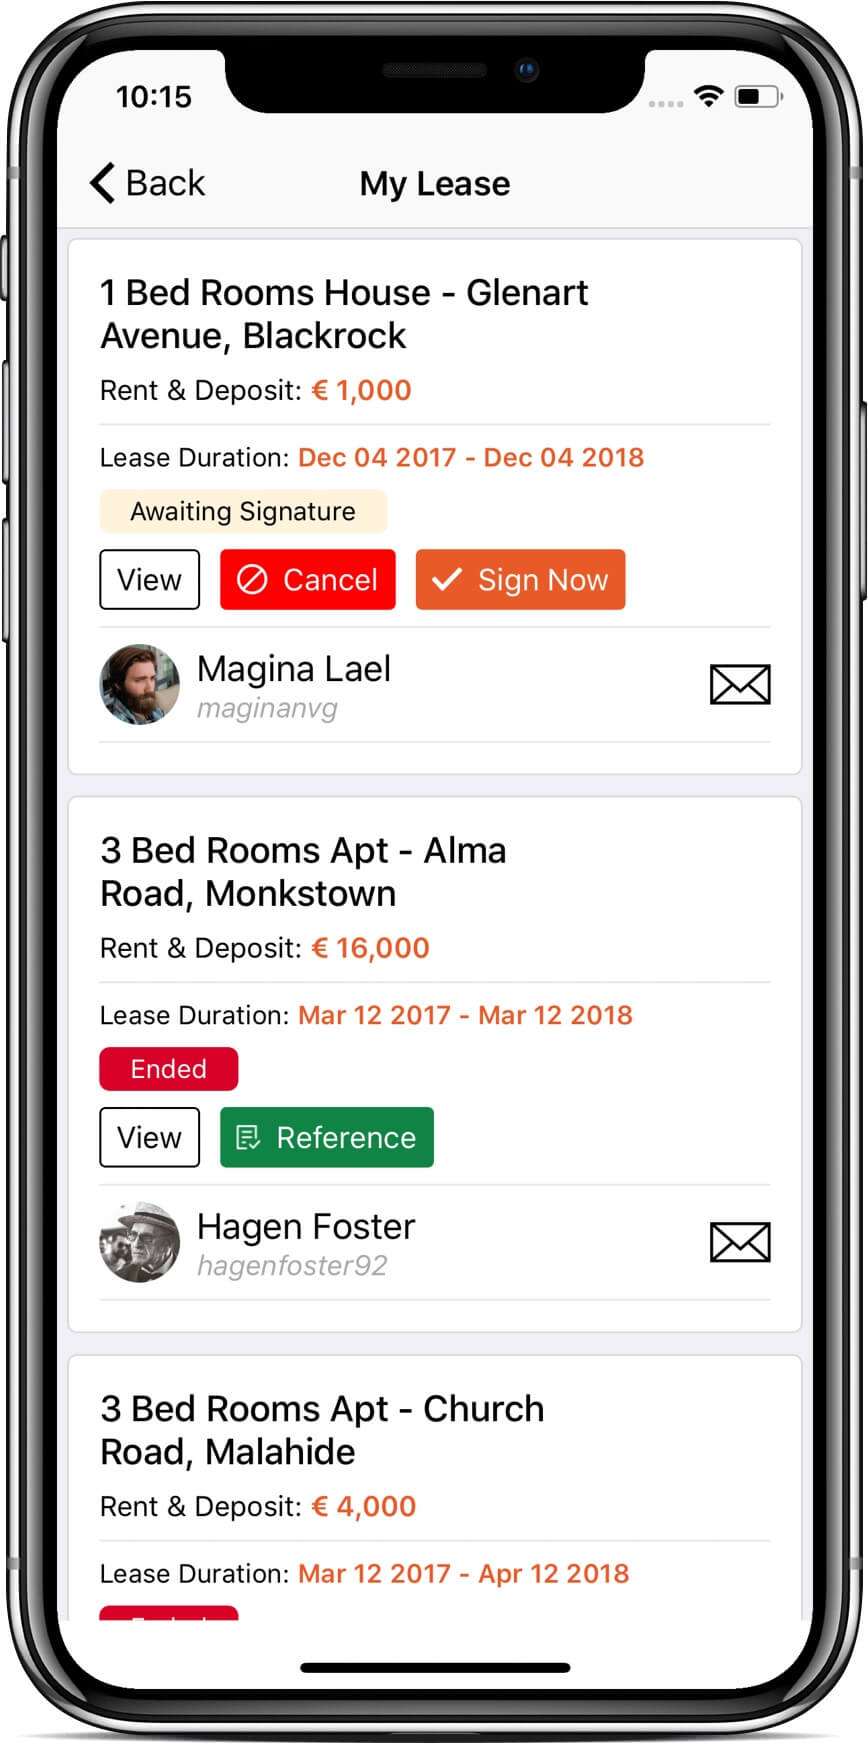 10:15
Back
My Lease
1 Bed Rooms House - Glenart
Avenue, Blackrock
Rent & Deposit: € 1,000
Lease Duration: Dec 04 2017 - Dec 04 2018
Awaiting Signature
View
Cancel
Sign Now
Magina Lael
maginanvg
3 Bed Rooms Apt - Alma
Road, Monkstown
Rent & Deposit: € 16,000
Lease Duration: Mar 12 2017 - Mar 12 2018
Ended
View
Reference
Hagen Foster
hagenfoster92
3 Bed Rooms Apt - Church
Road, Malahide
Rent & Deposit: € 4,000
Lease Duration: Mar 12 2017 - Apr 12 2018